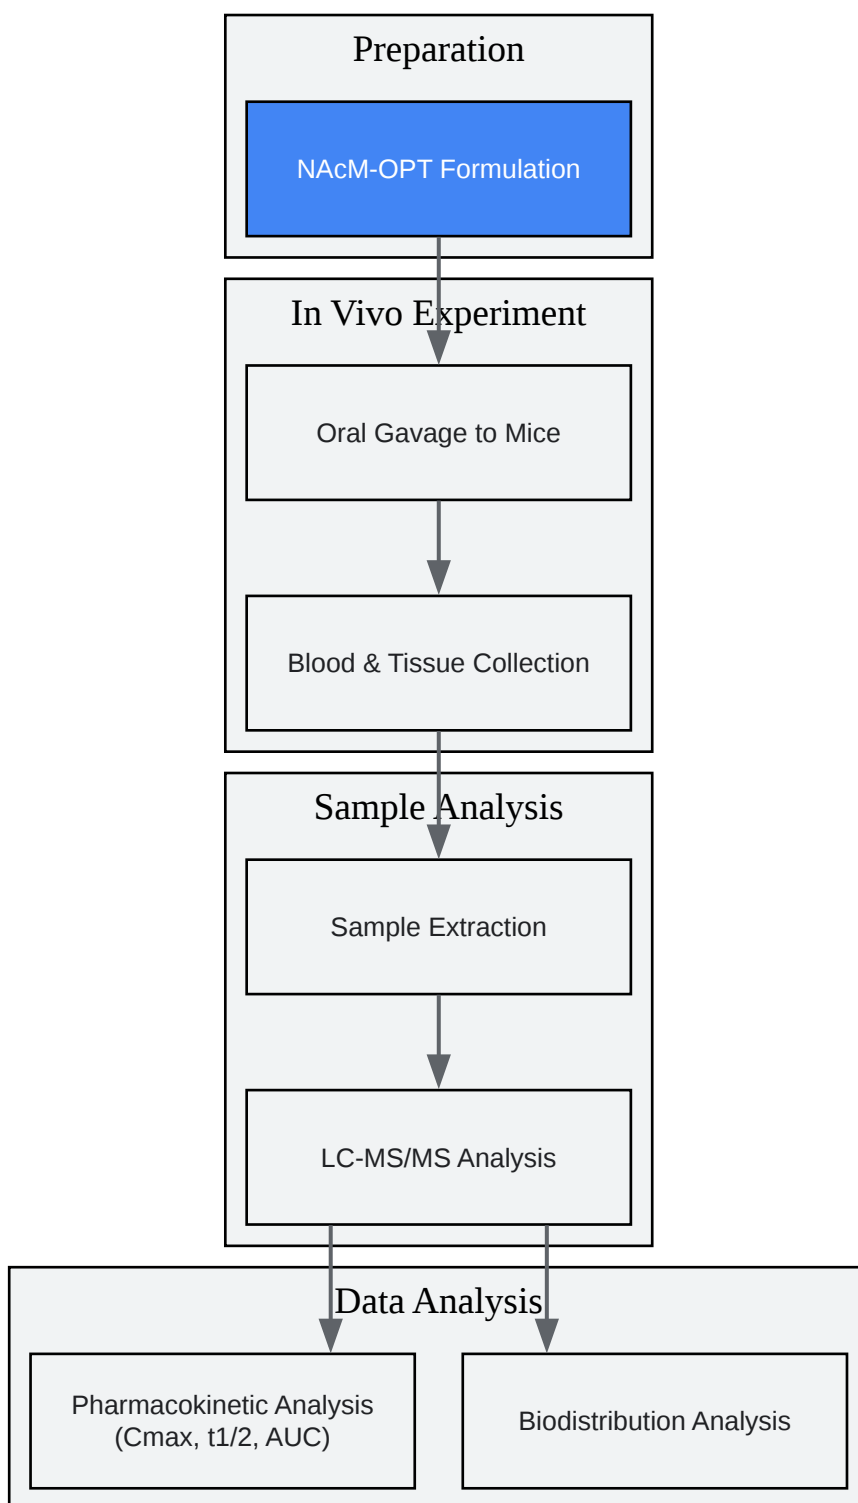 Preparation
NAcM-OPT Formulation
In Vivo Experiment
Oral Gavage to Mice
Blood & Tissue Collection
Sample Analysis
Sample Extraction
LC-MS/MS Analysis
Data Analysis
Pharmacokinetic Analysis
(Cmax, t1/2, AUC)
Biodistribution Analysis